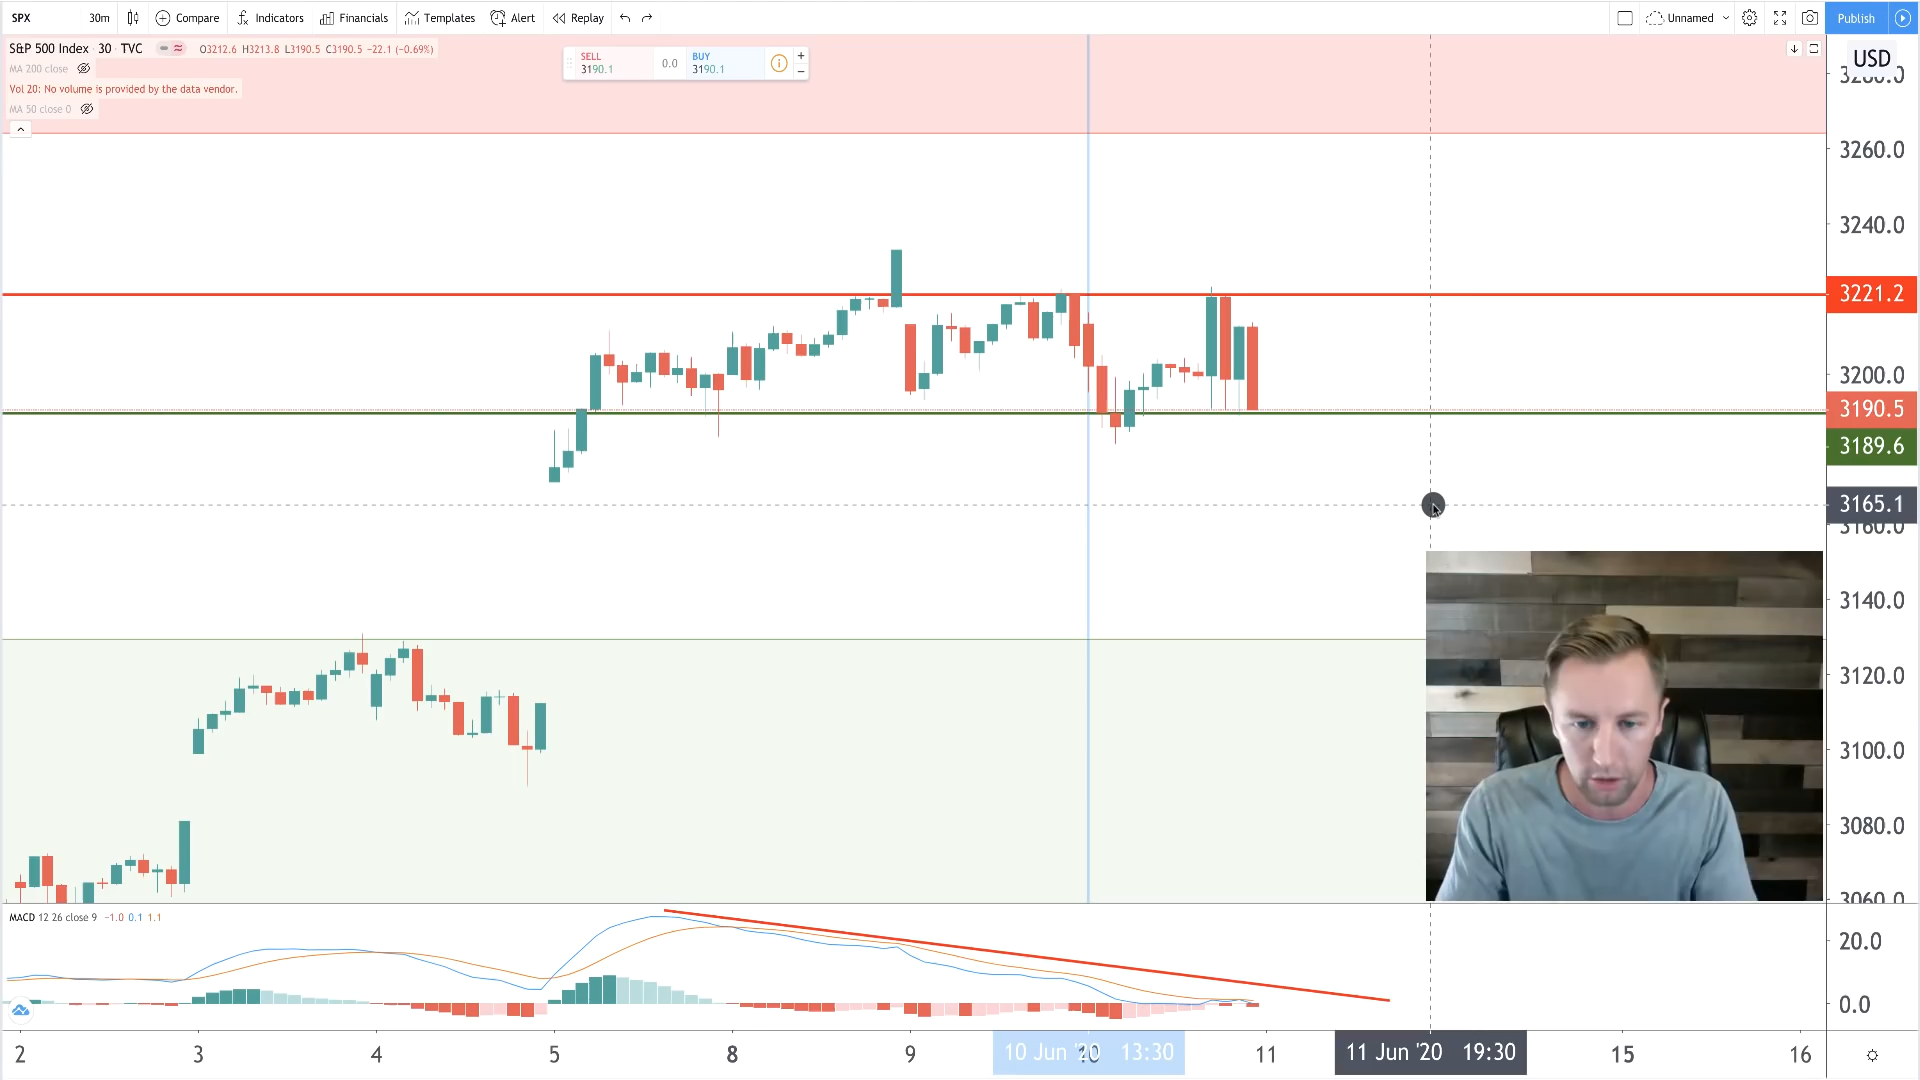 SPX 30m Compare Indicators Financials Templates Alert Replay Unnamed Publish
S&P 500 Index 30 TVC O3212.6 H3213.8 L3190.5 C3190.5 −22.1 (−0.69%)
MA 200 close
Vol 20: No volume is provided by the data vendor.
MA 50 close 0
SELL
3190.1
0.0
BUY
3190.1
USD
3280.0
3260.0
3240.0
3221.2
3200.0
3190.5
3189.6
3165.1
3160.0
3140.0
3120.0
3100.0
3080.0
3060.0
MACD 12 26 close 9 −1.0 0.1 1.1
20.0
0.0
2 3 4 5 8 9 10 Jun '20 13:30 10 11 11 Jun '20 19:30 15 16